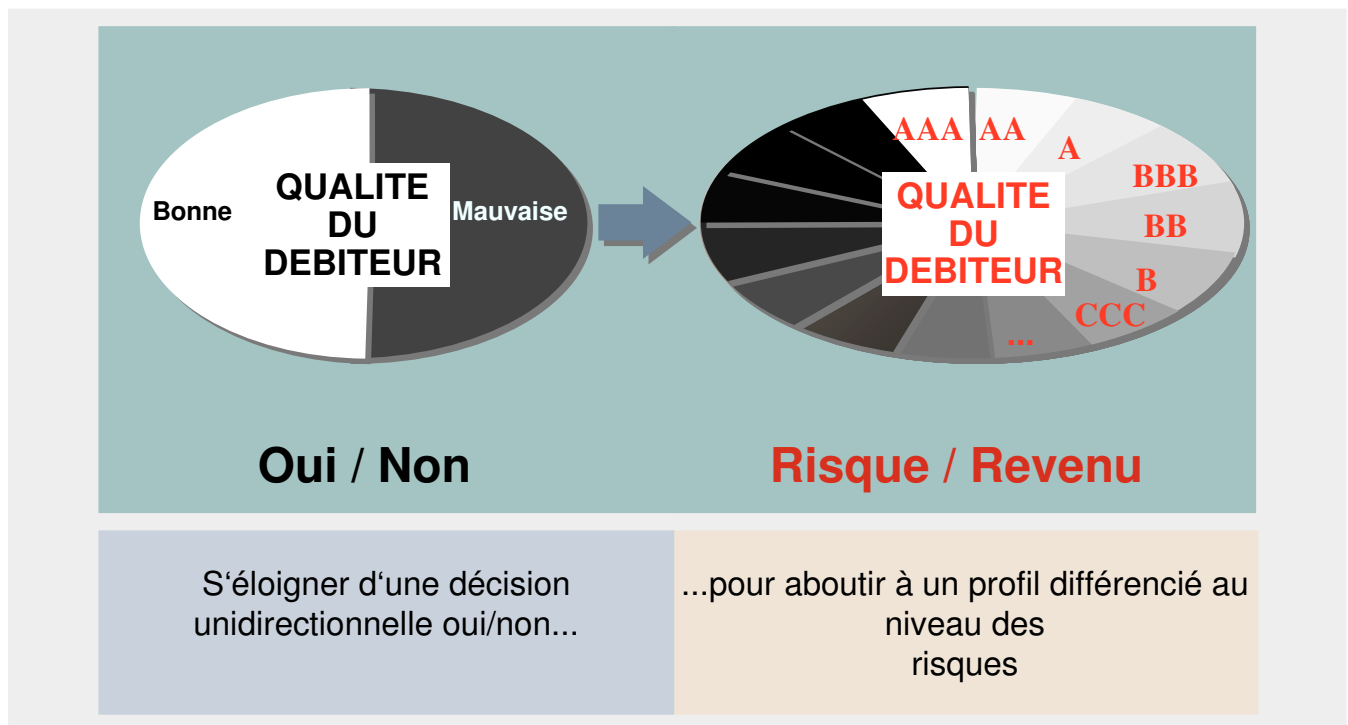 Bonne
QUALITE
DU
DEBITEUR
Mauvaise
AAA
AA
A
BBB
BB
B
CCC
...
QUALITE
DU
DEBITEUR
Oui / Non
Risque / Revenu
S‘éloigner d‘une décision
unidirectionnelle oui/non...
...pour aboutir à un profil différencié au
niveau des
risques